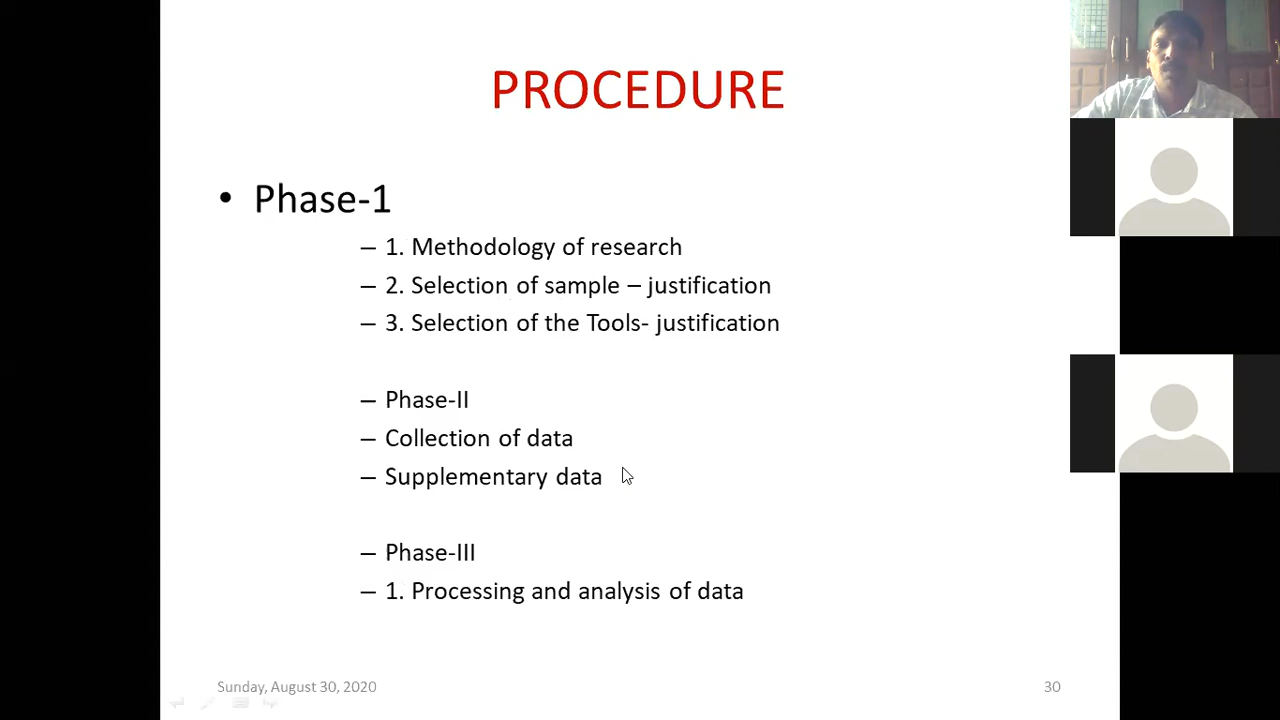 PROCEDURE
• Phase-1
– 1. Methodology of research
– 2. Selection of sample – justification
– 3. Selection of the Tools- justification
– Phase-II
– Collection of data
– Supplementary data
– Phase-III
– 1. Processing and analysis of data
Sunday, August 30, 2020
30